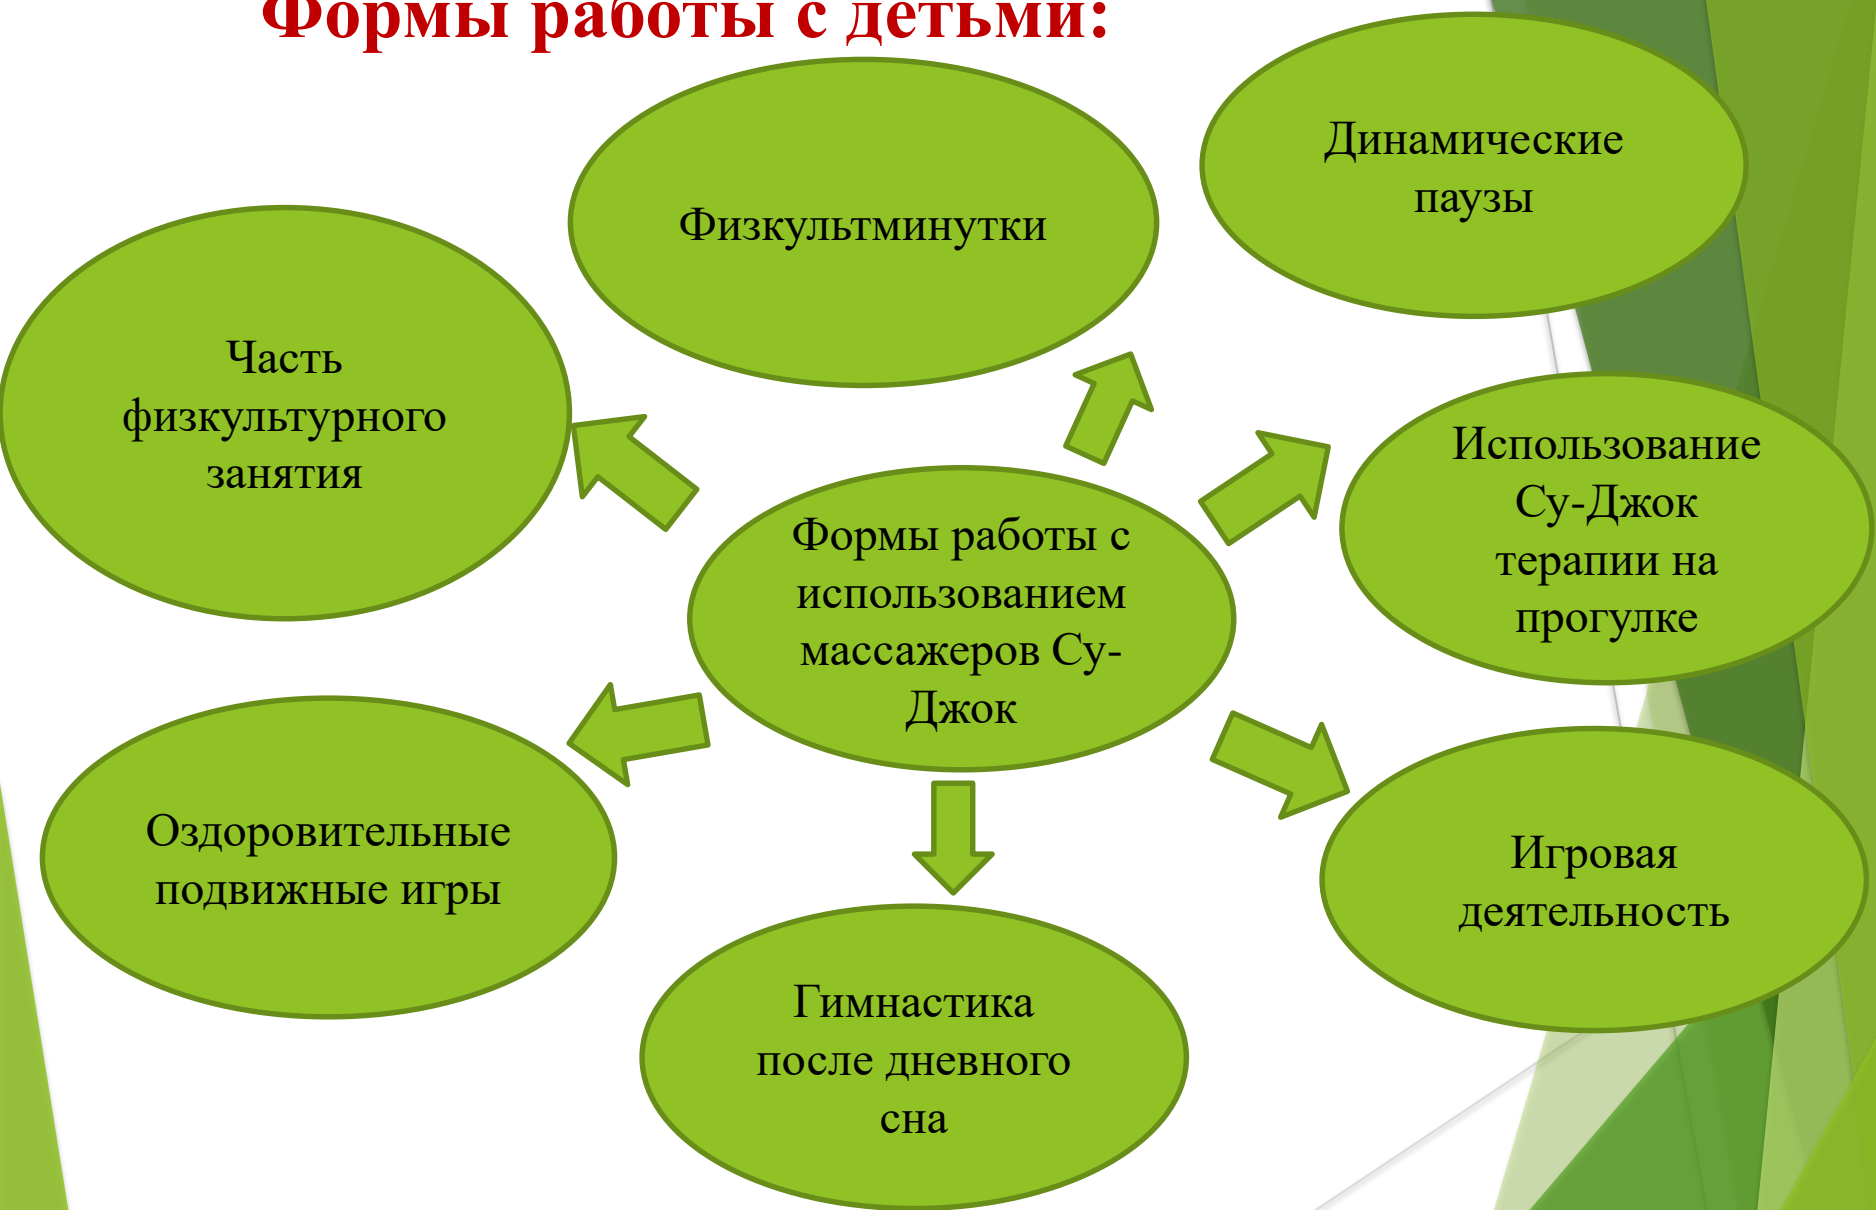 Формы работы с детьми:
Физкультминутки
Динамические
паузы
Часть
физкультурного
занятия
Использование
Су-Джок
терапии на
прогулке
Формы работы с
использованием
массажеров Су-
Джок
Оздоровительные
подвижные игры
Игровая
деятельность
Гимнастика
после дневного
сна